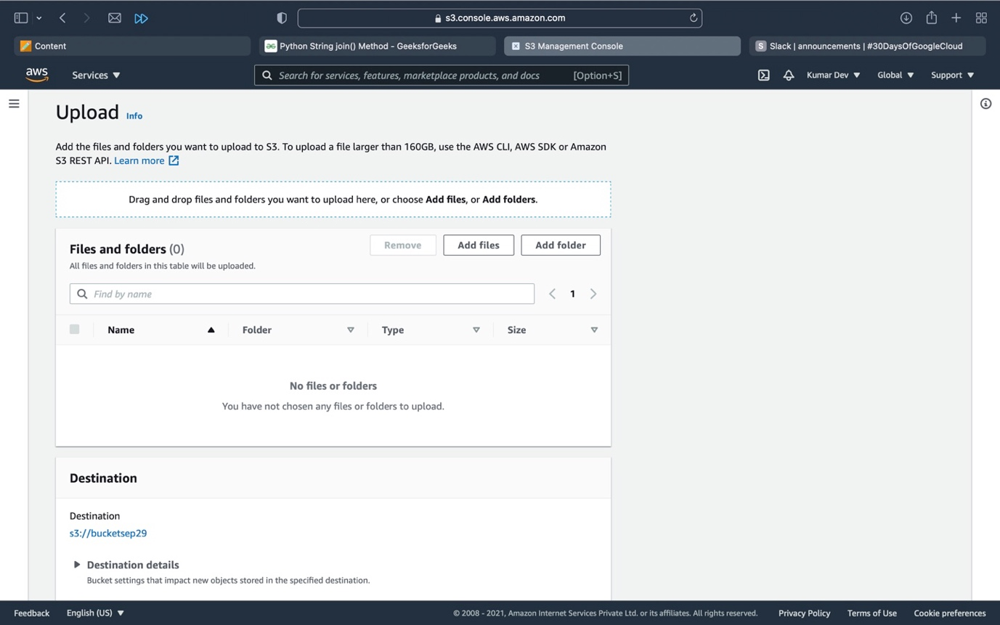 s3.console.aws.amazon.com
Content
Python String join() Method - GeeksforGeeks
S3 Management Console
S Slack | announcements | #30DaysOfGoogleCloud
aws
Services
Search for services, features, marketplace products, and docs [Option+S]
Kumar Dev
Global
Support
Upload Info
Add the files and folders you want to upload to S3. To upload a file larger than 160GB, use the AWS CLI, AWS SDK or Amazon
S3 REST API. Learn more
Drag and drop files and folders you want to upload here, or choose Add files, or Add folders.
Files and folders (0)
Remove
Add files
Add folder
All files and folders in this table will be uploaded.
Find by name
1
Name
Folder
Type
Size
No files or folders
You have not chosen any files or folders to upload.
Destination
Destination
s3://bucketsep29
Destination details
Bucket settings that impact new objects stored in the specified destination.
Feedback
English (US)
© 2008 - 2021, Amazon Internet Services Private Ltd. or its affiliates. All rights reserved.
Privacy Policy
Terms of Use
Cookie preferences